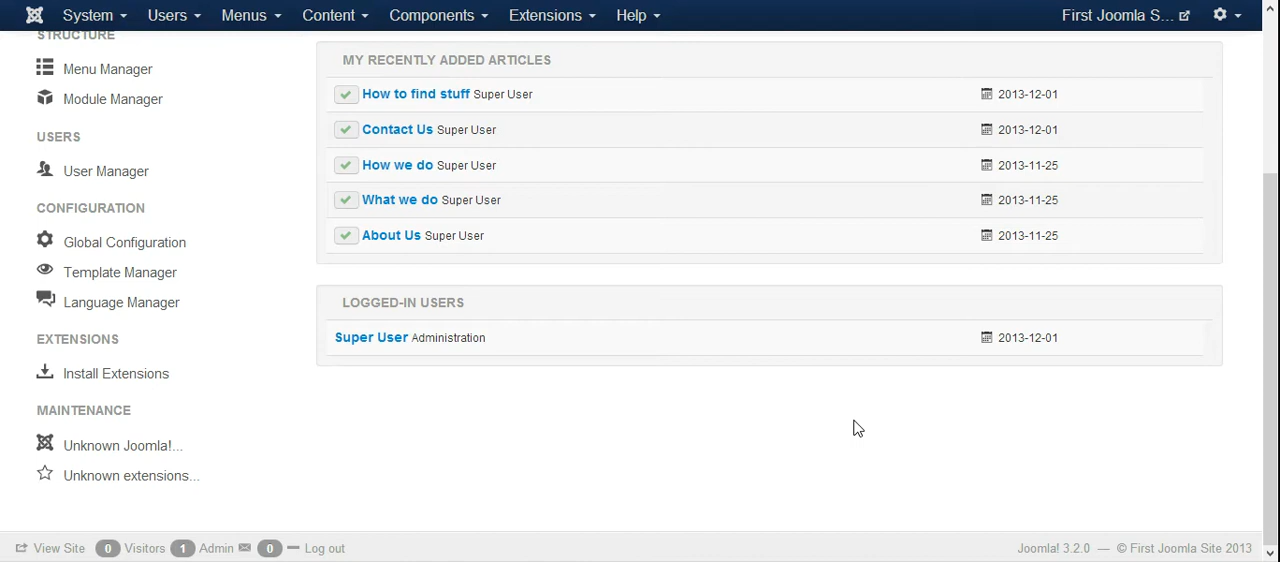 System Users Menus Content Components Extensions Help First Joomla S...
STRUCTURE
Menu Manager
Module Manager
USERS
User Manager
CONFIGURATION
Global Configuration
Template Manager
Language Manager
EXTENSIONS
Install Extensions
MAINTENANCE
Unknown Joomla!...
Unknown extensions...
MY RECENTLY ADDED ARTICLES
How to find stuff Super User 2013-12-01
Contact Us Super User 2013-12-01
How we do Super User 2013-11-25
What we do Super User 2013-11-25
About Us Super User 2013-11-25
LOGGED-IN USERS
Super User Administration 2013-12-01
View Site 0 Visitors 1 Admin 0 Log out Joomla! 3.2.0 — © First Joomla Site 2013